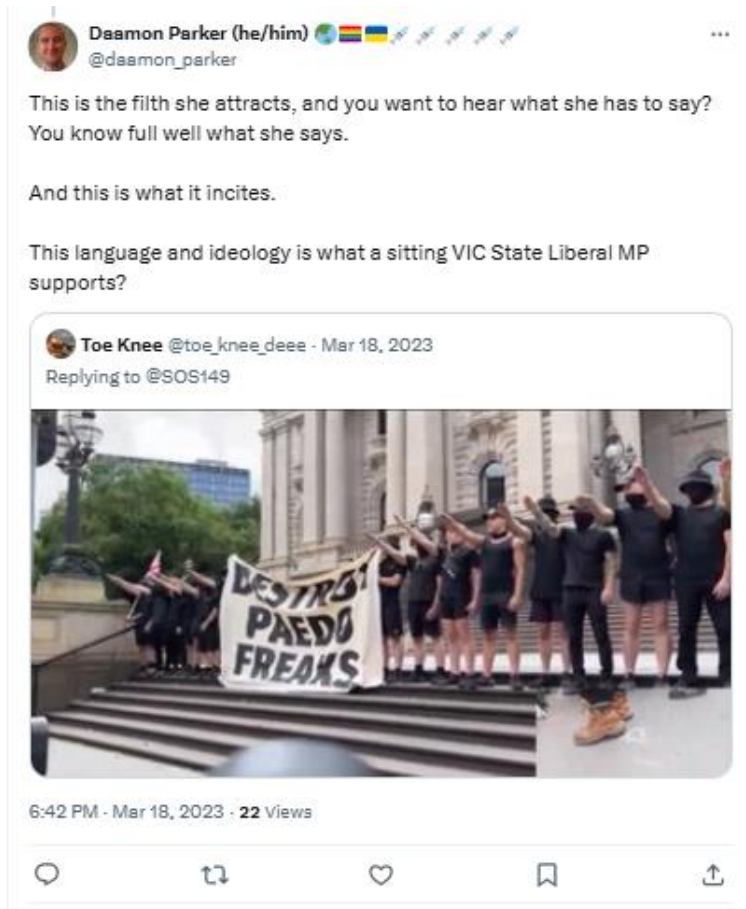 Daamon Parker (he/him)
@daamon_parker
This is the filth she attracts, and you want to hear what she has to say?
You know full well what she says.
And this is what it incites.
This language and ideology is what a sitting VIC State Liberal MP
supports?
Toe Knee @toe_knee_deee · Mar 18, 2023
Replying to @SOS149
DESTROY
PAEDO
FREAKS
6:42 PM · Mar 18, 2023 · 22 Views